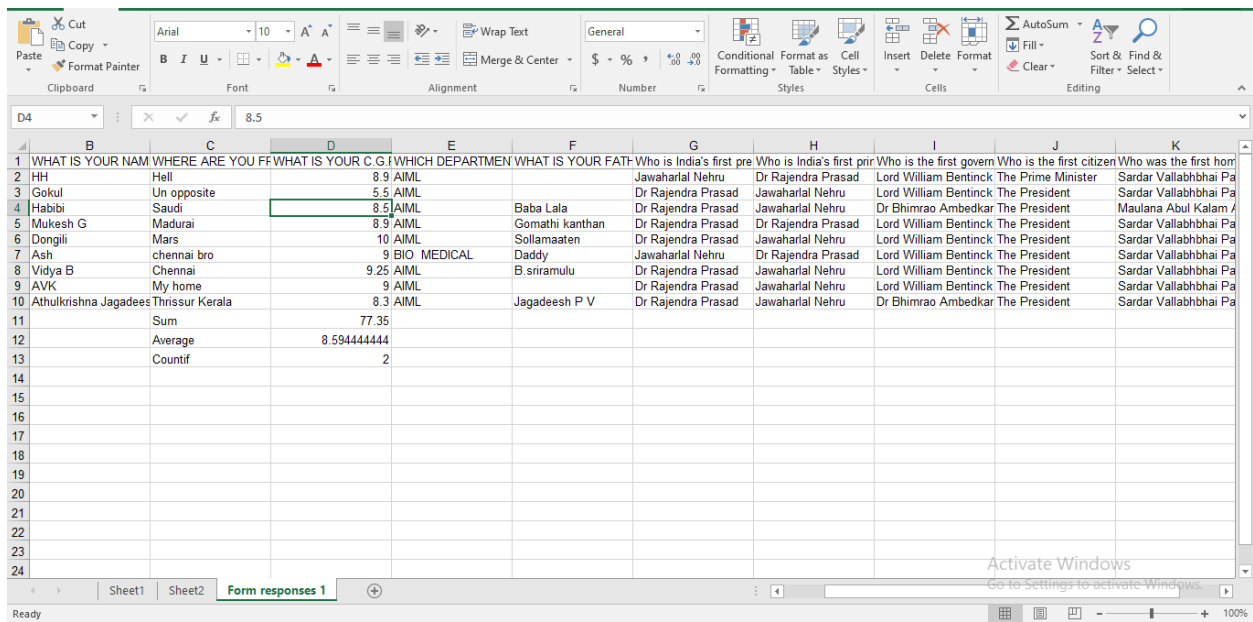 Cut
Copy
Format Painter
Paste
Clipboard
Arial 10
B I U
Font
Wrap Text
Merge & Center
Alignment
General
$ % ,
Number
Conditional Formatting
Format as Table
Cell Styles
Styles
Insert Delete Format
Cells
AutoSum
Fill
Clear
Sort & Filter
Find & Select
Editing
D4 fx 8.5
B C D E F G H I J K
1 WHAT IS YOUR NAM WHERE ARE YOU FF WHAT IS YOUR C.G.F WHICH DEPARTMEN WHAT IS YOUR FATH Who is India's first pre Who is India's first prir Who is the first govern Who is the first citizen Who was the first hom
2 HH Hell 8.9 AIML Jawaharlal Nehru Dr Rajendra Prasad Lord William Bentinck The Prime Minister Sardar Vallabhbhai Pa
3 Gokul Un opposite 5.5 AIML Dr Rajendra Prasad Jawaharlal Nehru Lord William Bentinck The President Sardar Vallabhbhai Pa
4 Habibi Saudi 8.5 AIML Baba Lala Dr Rajendra Prasad Jawaharlal Nehru Dr Bhimrao Ambedkar The President Maulana Abul Kalam A
5 Mukesh G Madurai 8.9 AIML Gomathi kanthan Dr Rajendra Prasad Jawaharlal Nehru Lord William Bentinck The President Sardar Vallabhbhai Pa
6 Dongili Mars 10 AIML Sollamaaten Dr Rajendra Prasad Jawaharlal Nehru Lord William Bentinck The President Sardar Vallabhbhai Pa
7 Ash chennai bro 9 BIO MEDICAL Daddy Jawaharlal Nehru Dr Rajendra Prasad Lord William Bentinck The President Sardar Vallabhbhai Pa
8 Vidya B Chennai 9.25 AIML B.sriramulu Dr Rajendra Prasad Jawaharlal Nehru Lord William Bentinck The President Sardar Vallabhbhai Pa
9 AVK My home 9 AIML Dr Rajendra Prasad Jawaharlal Nehru Lord William Bentinck The President Sardar Vallabhbhai Pa
10 Athulkrishna Jagadees Thrissur Kerala 8.3 AIML Jagadeesh P V Dr Rajendra Prasad Jawaharlal Nehru Dr Bhimrao Ambedkar The President Sardar Vallabhbhai Pa
11 Sum 77.35
12 Average 8.594444444
13 Countif 2
14
15
16
17
18
19
20
21
22
23
24
Activate Windows
Go to Settings to activate Windows.
Sheet1 Sheet2 Form responses 1
Ready 100%